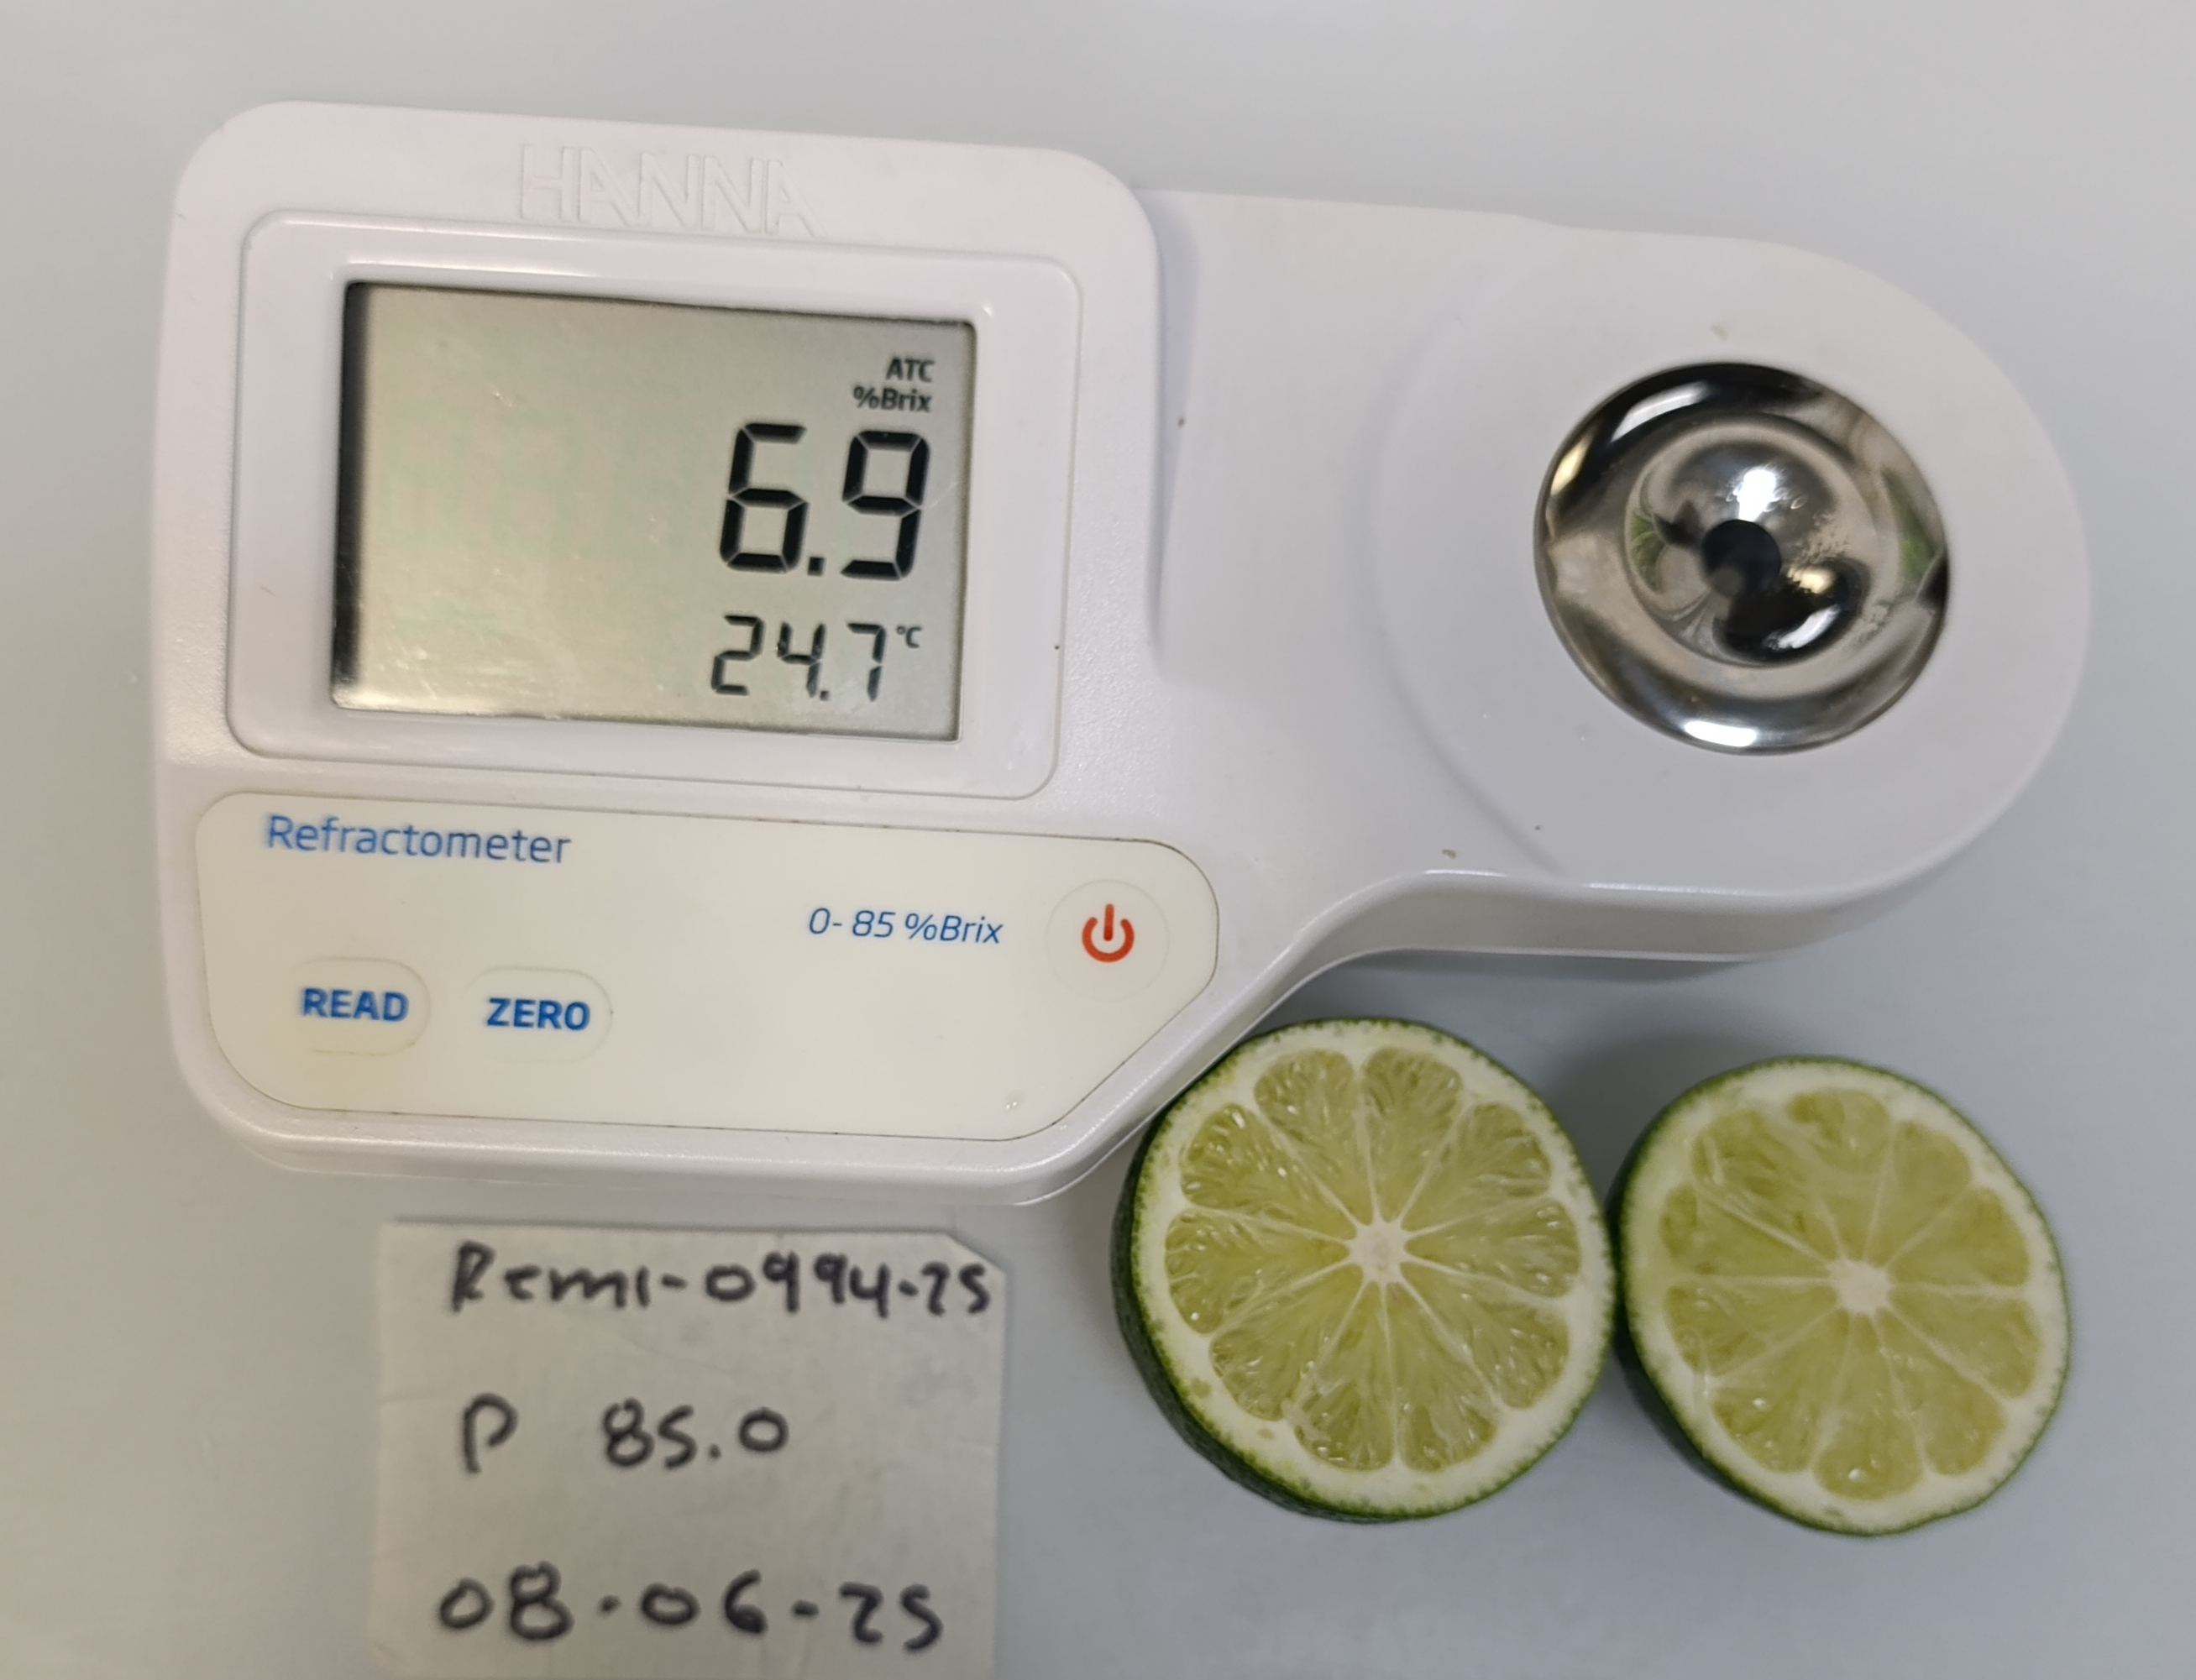 HANNA
ATC
%Brix
6.9
24.7 °C
Refractometer
0-85 %Brix
READ ZERO
Remi-0994-25
P 85.0
08-06-25